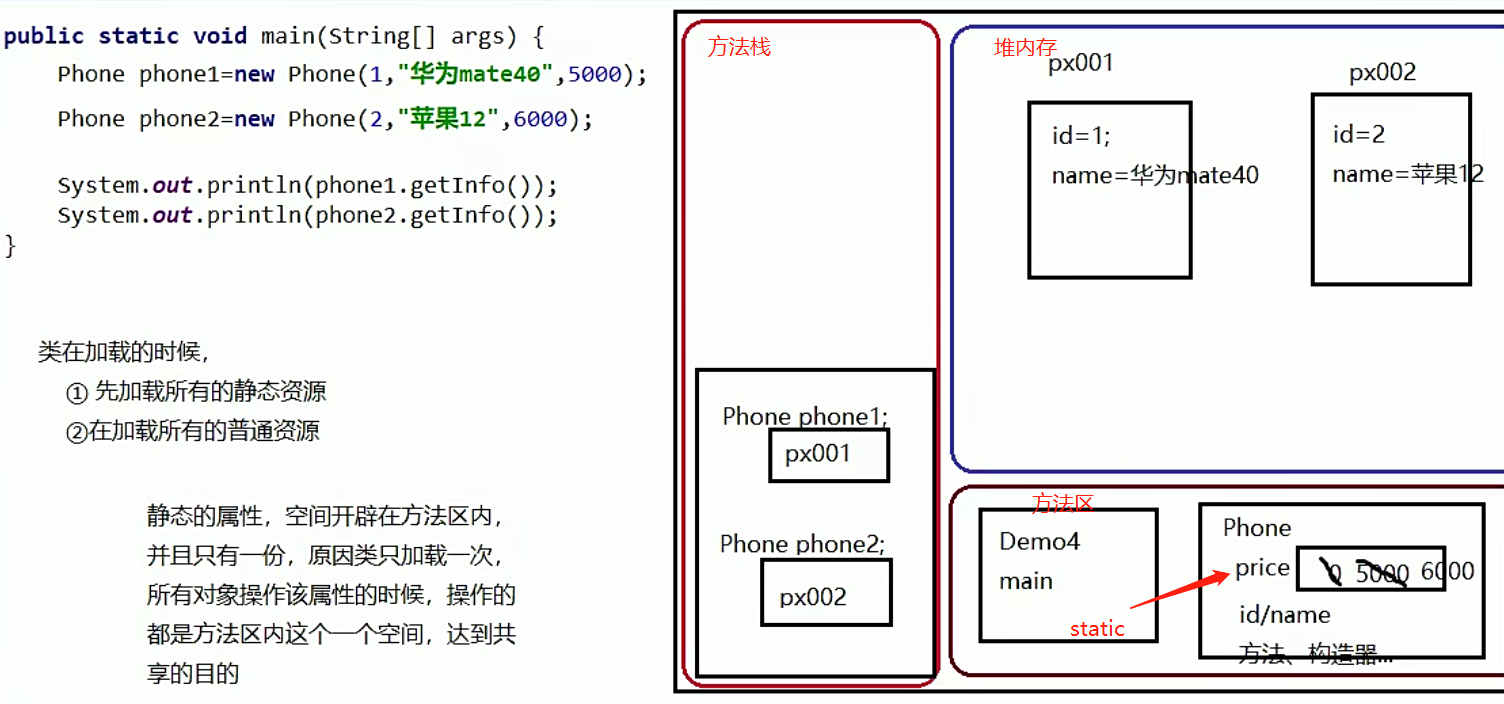 public static void main(String[] args) {
Phone phone1=new Phone(1,"华为mate40",5000);
Phone phone2=new Phone(2,"苹果12",6000);
System.out.println(phone1.getInfo());
System.out.println(phone2.getInfo());
}
类在加载的时候，
① 先加载所有的静态资源
②在加载所有的普通资源
静态的属性，空间开辟在方法区内，
并且只有一份，原因类只加载一次，
所有对象操作该属性的时候，操作的
都是方法区内这个一个空间，达到共
享的目的
方法栈
Phone phone1;
px001
Phone phone2;
px002
堆内存
px001
id=1;
name=华为mate40
px002
id=2
name=苹果12
方法区
Demo4
main
static
Phone
price 0 5000 6000
id/name
方法、构造器...